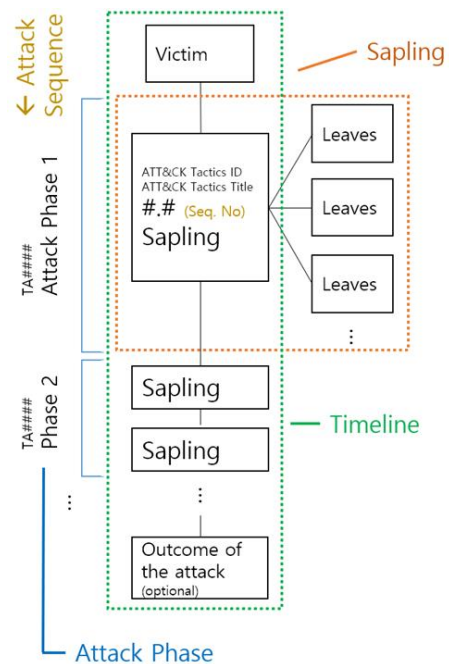 ← Attack
Sequence
Victim
Sapling
TA####
Attack Phase 1
ATT&CK Tactics ID
ATT&CK Tactics Title
#.# (Seq. No)
Sapling
Leaves
Leaves
Leaves
...
TA####
Phase 2
Sapling
Sapling
Timeline
...
...
Outcome of
the attack
(optional)
Attack Phase